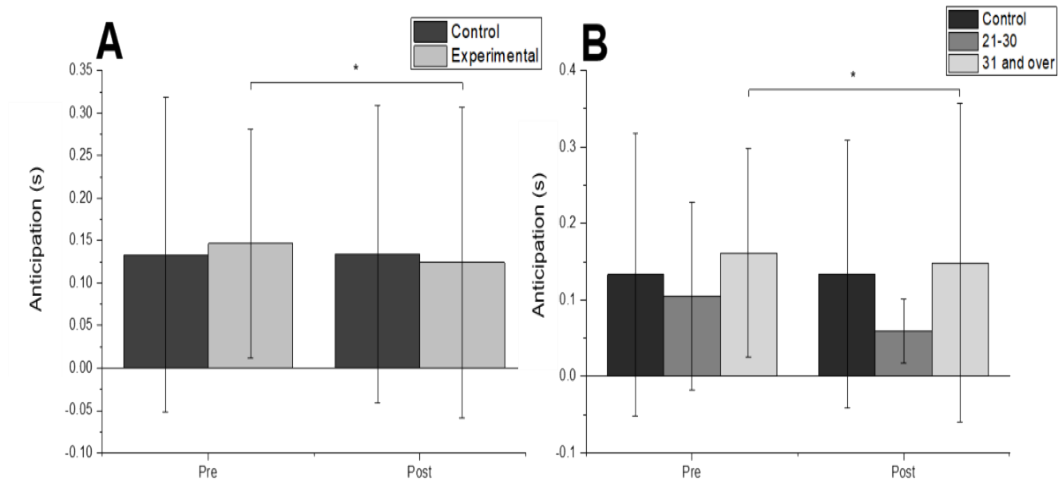 A
Control
Experimental
*
0.35
0.30
0.25
0.20
0.15
0.10
0.05
0.00
-0.05
-0.10
Anticipation (s)
Pre Post
B
Control
21-30
31 and over
*
0.4
0.3
0.2
0.1
0.0
-0.1
Anticipation (s)
Pre Post